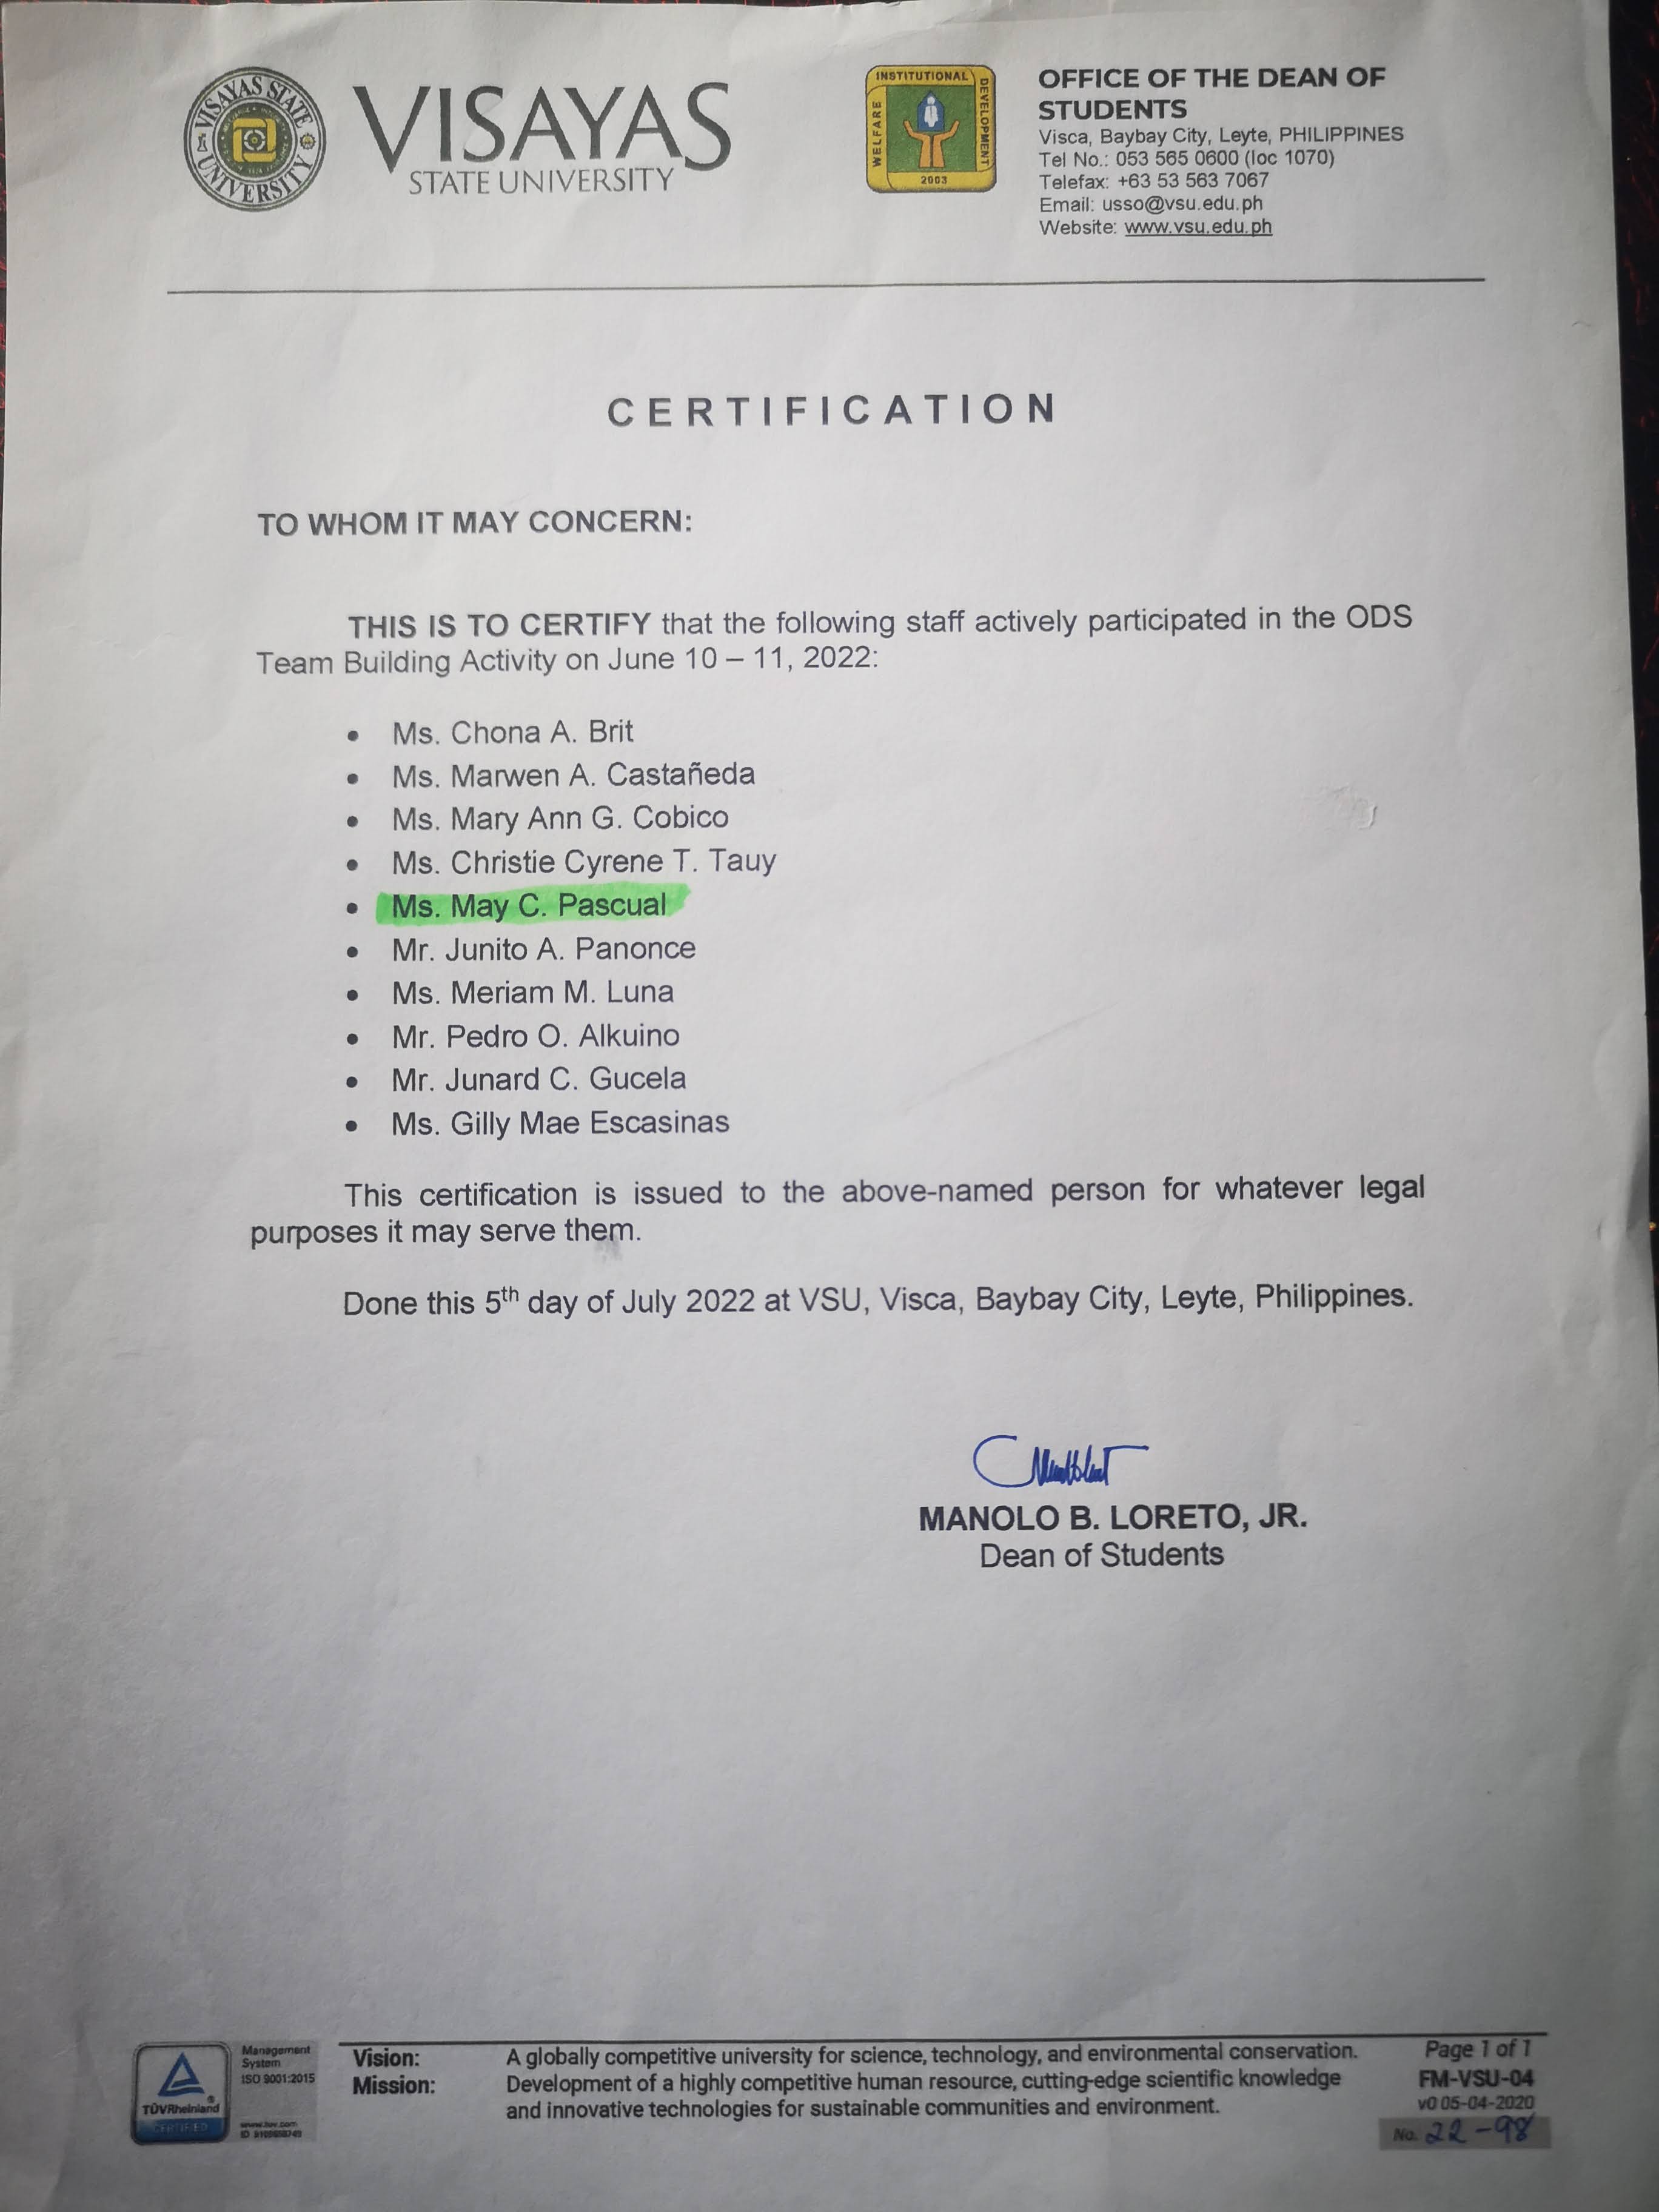 VISAYAS STATE UNIVERSITY
VISAYAS
STATE UNIVERSITY
INSTITUTIONAL
WELFARE
DEVELOPMENT
2003
OFFICE OF THE DEAN OF
STUDENTS
Visca, Baybay City, Leyte, PHILIPPINES
Tel No.: 053 565 0600 (loc 1070)
Telefax: +63 53 563 7067
Email: usso@vsu.edu.ph
Website: www.vsu.edu.ph
CERTIFICATION
TO WHOM IT MAY CONCERN:
THIS IS TO CERTIFY that the following staff actively participated in the ODS
Team Building Activity on June 10 – 11, 2022:
• Ms. Chona A. Brit
• Ms. Marwen A. Castañeda
• Ms. Mary Ann G. Cobico
• Ms. Christie Cyrene T. Tauy
• Ms. May C. Pascual
• Mr. Junito A. Panonce
• Ms. Meriam M. Luna
• Mr. Pedro O. Alkuino
• Mr. Junard C. Gucela
• Ms. Gilly Mae Escasinas
This certification is issued to the above-named person for whatever legal
purposes it may serve them.
Done this 5th day of July 2022 at VSU, Visca, Baybay City, Leyte, Philippines.
MANOLO B. LORETO, JR.
Dean of Students
TÜVRheinland
CERTIFIED
Management
System
ISO 9001:2015
www.tuv.com
ID
Vision: A globally competitive university for science, technology, and environmental conservation.
Mission: Development of a highly competitive human resource, cutting-edge scientific knowledge
and innovative technologies for sustainable communities and environment.
Page 1 of 1
FM-VSU-04
v0 05-04-2020
No. 22-98